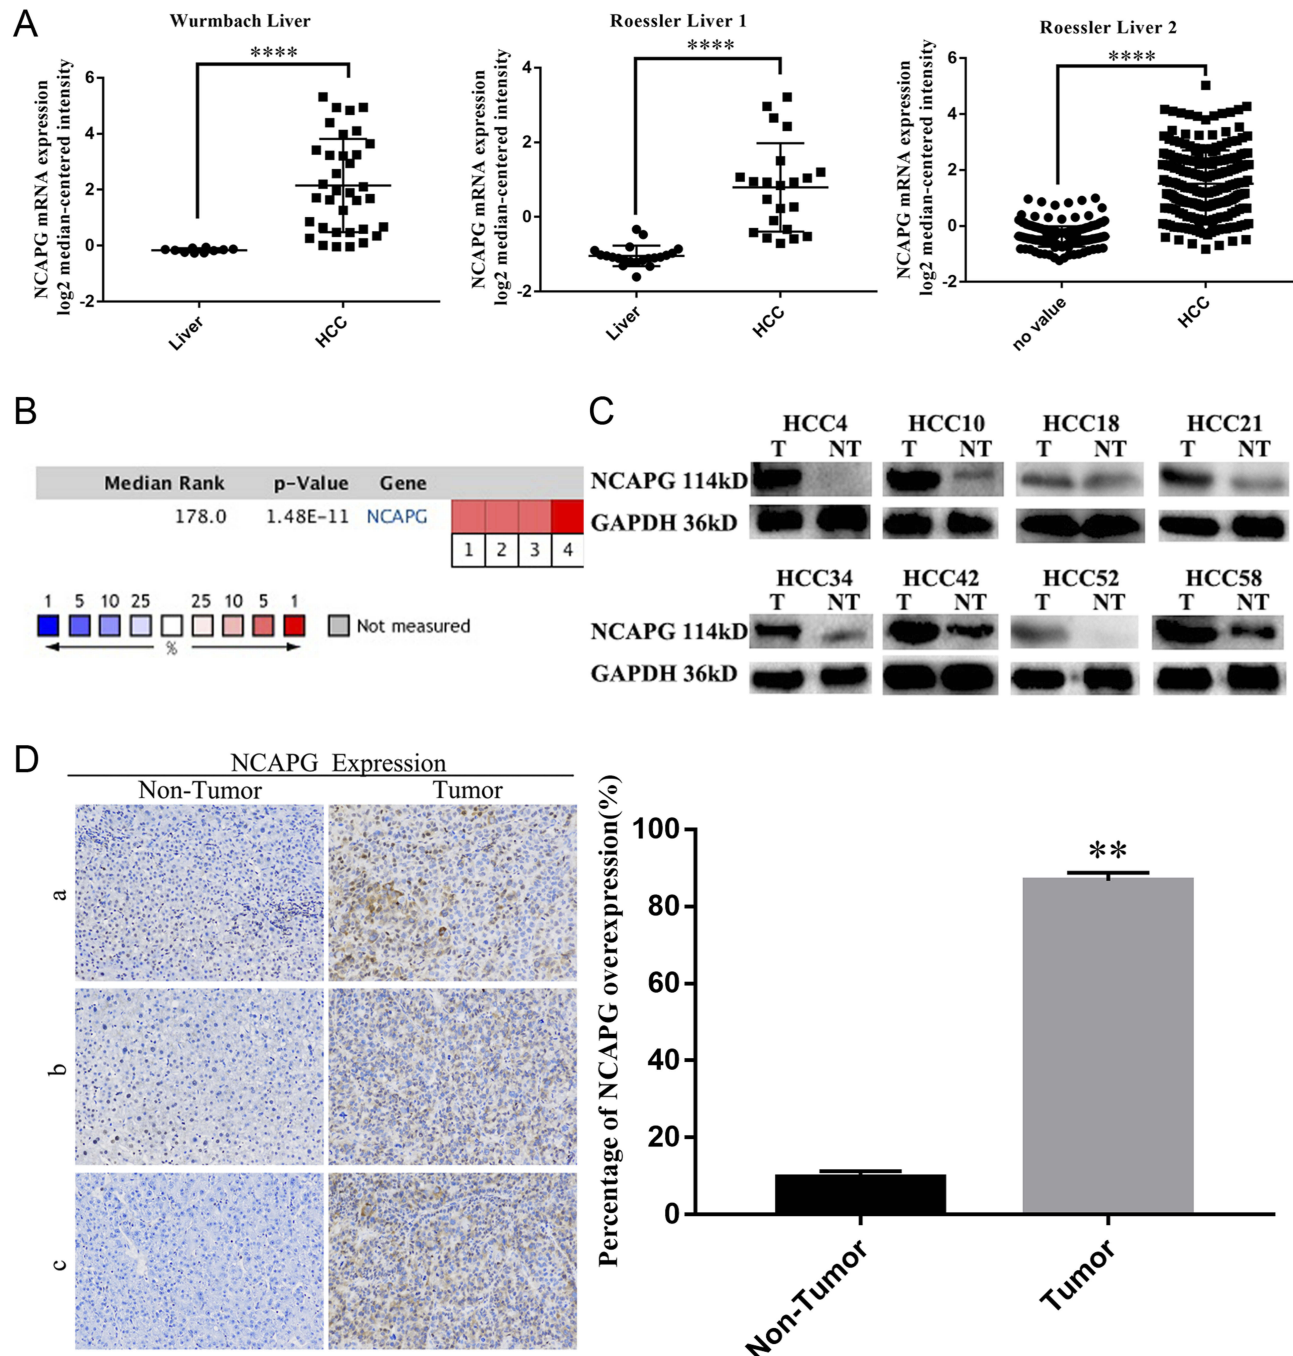 A
Wurmbach Liver
****
NCAPG mRNA expression
log2 median-centered intensity
6
4
2
0
-2
Liver
HCC
Roessler Liver 1
****
NCAPG mRNA expression
log2 median-centered intensity
4
2
0
-2
Liver
HCC
Roessler Liver 2
****
NCAPG mRNA expression
log2 median-centered intensity
6
4
2
0
-2
no value
HCC
B
Median Rank p-Value Gene
178.0 1.48E-11 NCAPG
1 2 3 4
1 5 10 25 25 10 5 1
Not measured
%
C
HCC4 HCC10 HCC18 HCC21
T NT T NT T NT T NT
NCAPG 114kD
GAPDH 36kD
HCC34 HCC42 HCC52 HCC58
T NT T NT T NT T NT
NCAPG 114kD
GAPDH 36kD
D
NCAPG Expression
Non-Tumor Tumor
a
b
c
Percentage of NCAPG overexpression(%)
100
80
60
40
20
0
**
Non-Tumor
Tumor